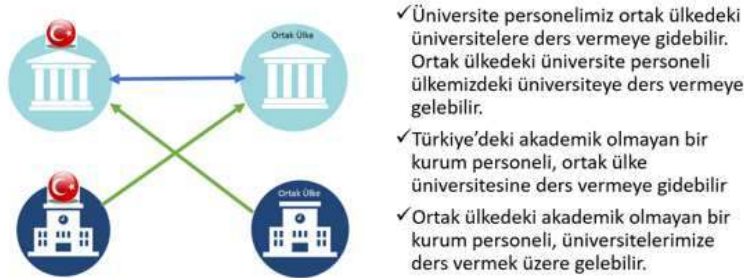 Ortak Ülke
Ortak Ülke
✓Üniversite personelimiz ortak ülkedeki
üniversitelere ders vermeye gidebilir.
Ortak ülkedeki üniversite personeli
ülkemizdeki üniversiteye ders vermeye
gelebilir.
✓Türkiye'deki akademik olmayan bir
kurum personeli, ortak ülke
üniversitesine ders vermeye gidebilir
✓Ortak ülkedeki akademik olmayan bir
kurum personeli, üniversitelerimize
ders vermek üzere gelebilir.